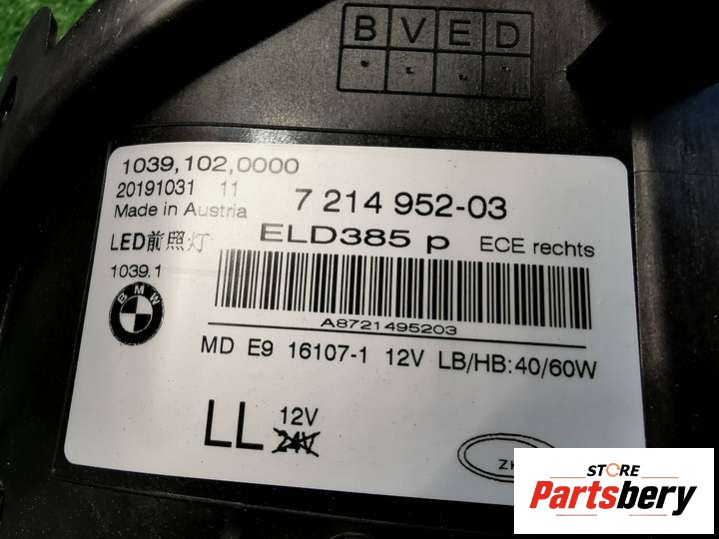 B V E D
1039,102,0000
20191031 11
7 214 952-03
Made in Austria
LED前照灯
ELD385 p ECE rechts
1039.1
BMW
A8721495203
MD E9 16107-1 12V LB/HB:40/60W
LL
12V
24V
STORE
Partsbery